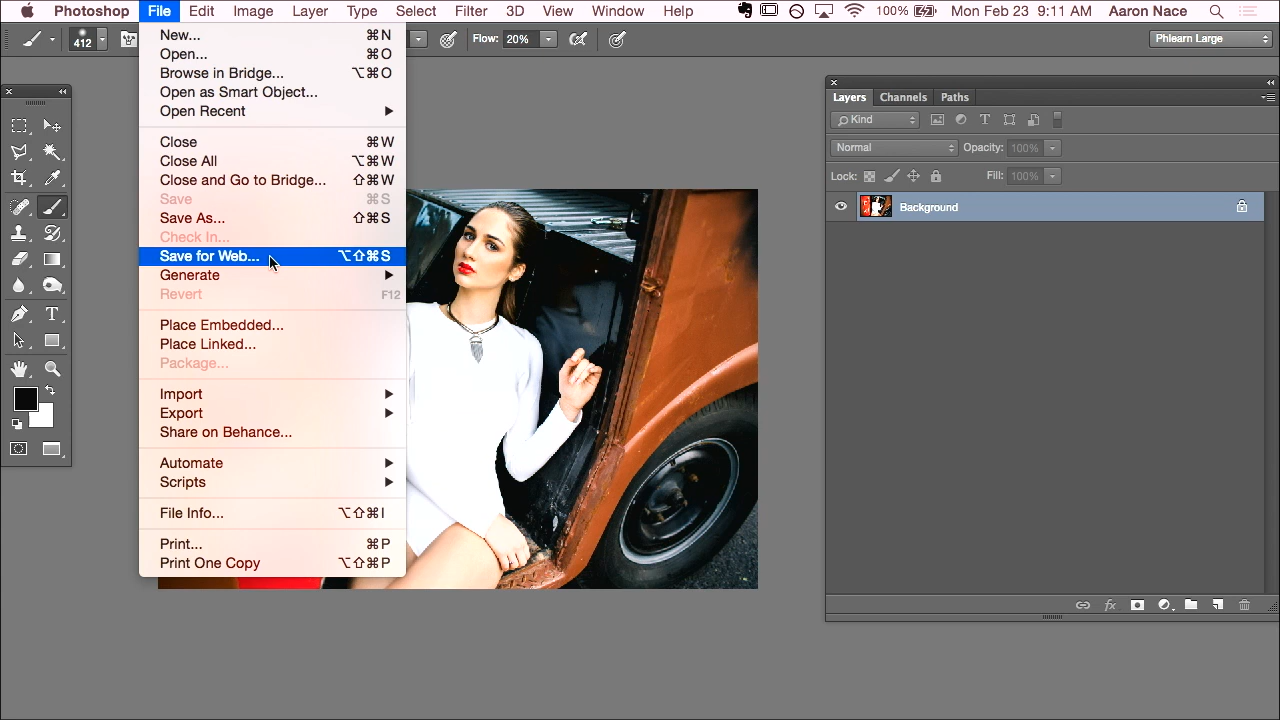 Photoshop File Edit Image Layer Type Select Filter 3D View Window Help 100% Mon Feb 23 9:11 AM Aaron Nace
412 Flow: 20% Phlearn Large
New... ⌘N
Open... ⌘O
Browse in Bridge... ⌥⌘O
Open as Smart Object...
Open Recent
Close ⌘W
Close All ⌥⌘W
Close and Go to Bridge... ⇧⌘W
Save ⌘S
Save As... ⇧⌘S
Check In...
Save for Web... ⌥⇧⌘S
Generate
Revert F12
Place Embedded...
Place Linked...
Package...
Import
Export
Share on Behance...
Automate
Scripts
File Info... ⌥⇧⌘I
Print... ⌘P
Print One Copy ⌥⇧⌘P
Layers Channels Paths
Kind
Normal Opacity: 100%
Lock: Fill: 100%
Background